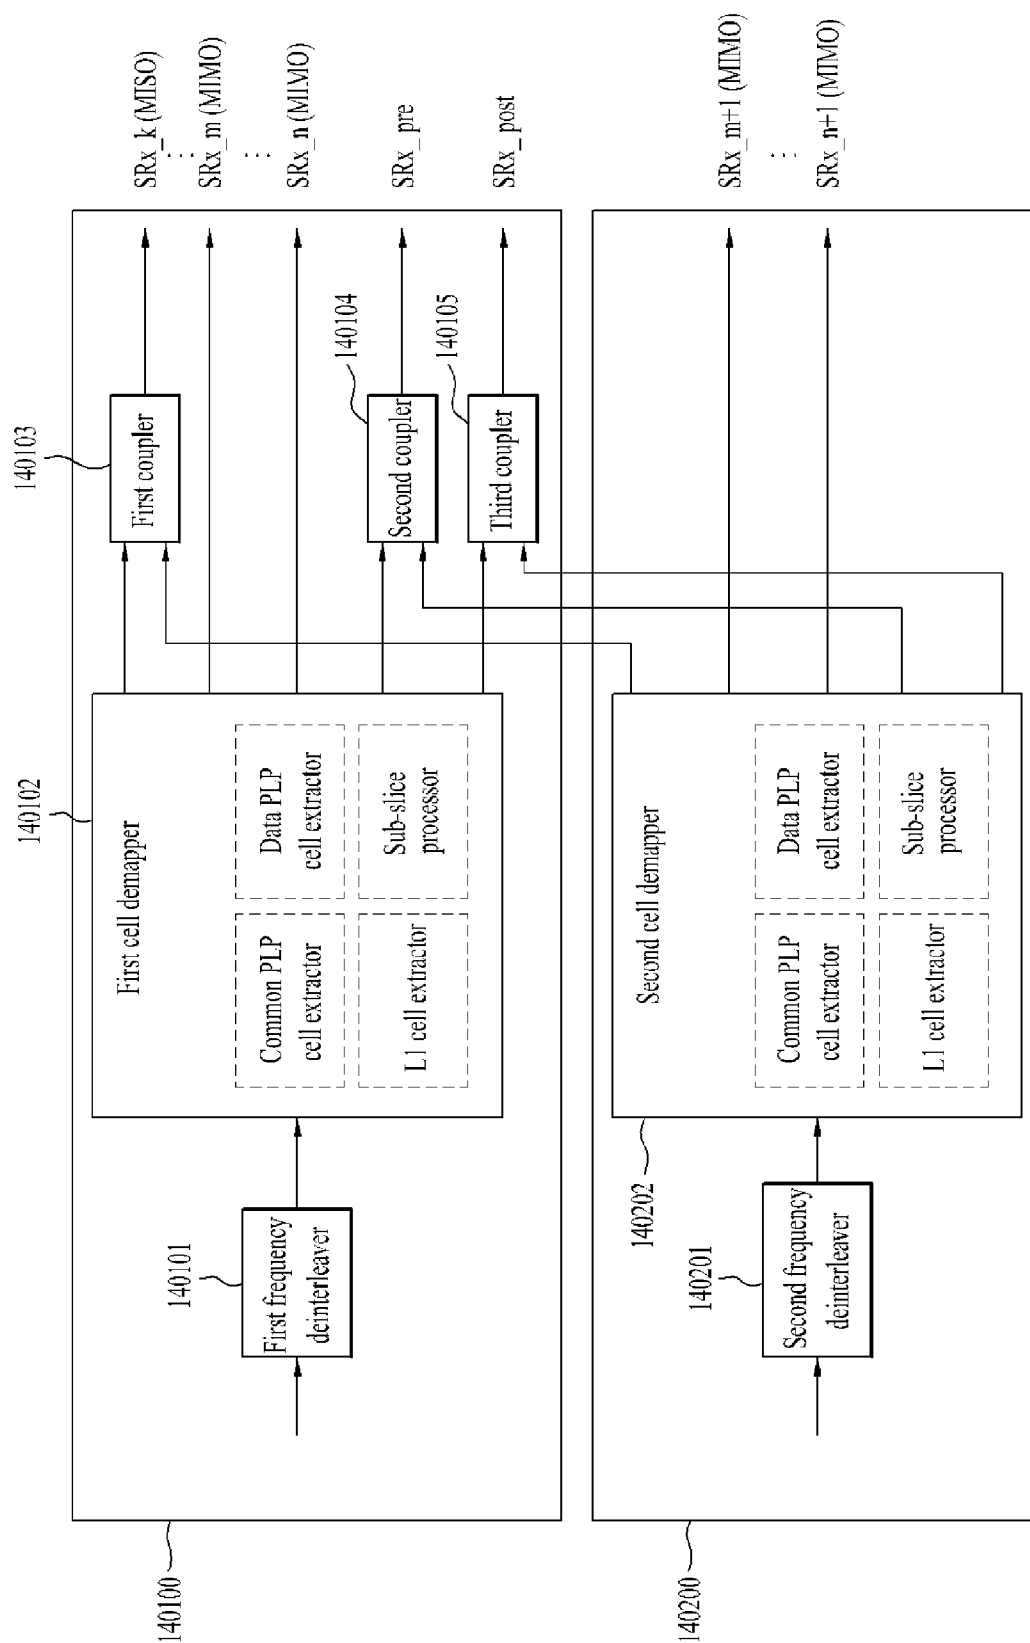 140100
140101
First frequency
deinterleaver
140102
First cell demapper
Common PLP
cell extractor
Data PLP
cell extractor
L1 cell extractor
Sub-slice
processor
140103
First coupler
140104
Second coupler
140105
Third coupler
SRx_k (MISO)
⋮
SRx_m (MIMO)
⋮
SRx_n (MIMO)
SRx_pre
SRx_post
140200
140201
Second frequency
deinterleaver
140202
Second cell demapper
Common PLP
cell extractor
Data PLP
cell extractor
L1 cell extractor
Sub-slice
processor
SRx_m+1 (MIMO)
⋮
SRx_n+1 (MIMO)